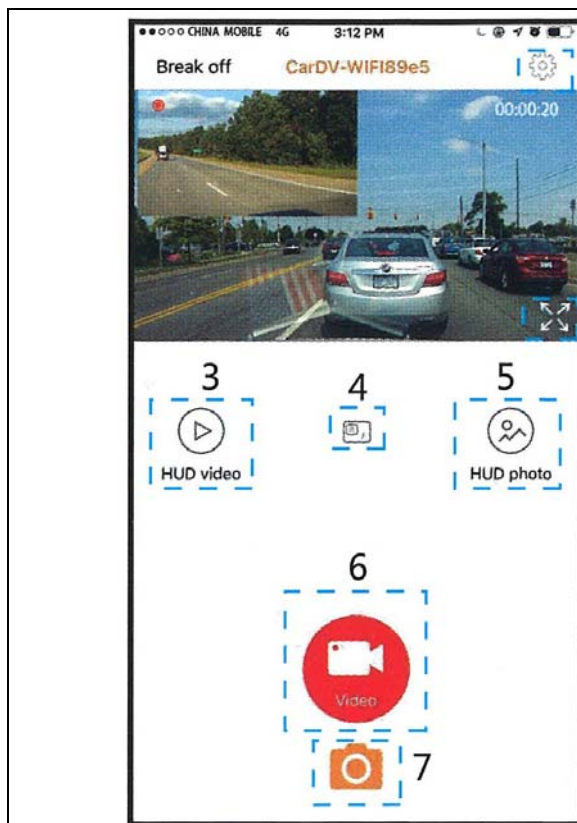 CHINA MOBILE 4G 3:12 PM
Break off CarDV-WIFI89e5
00:00:20
3 4 5
HUD video HUD photo
6
Video
7